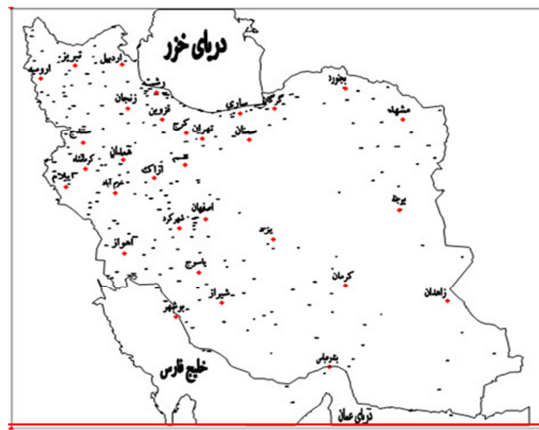 دریای خزر
تبریز
اردبیل
ارومیه
رشت
بجنورد
زنجان
قزوین
ساری
گرگان
مشهد
کرج
تهران
سمنان
سنندج
همدان
کرمانشاه
قم
اراک
ایلام
خرم آباد
بیرجند
اصفهان
شهرکرد
یزد
اهواز
یاسوج
کرمان
شیراز
زاهدان
بوشهر
خلیج فارس
بندرعباس
دریای عمان